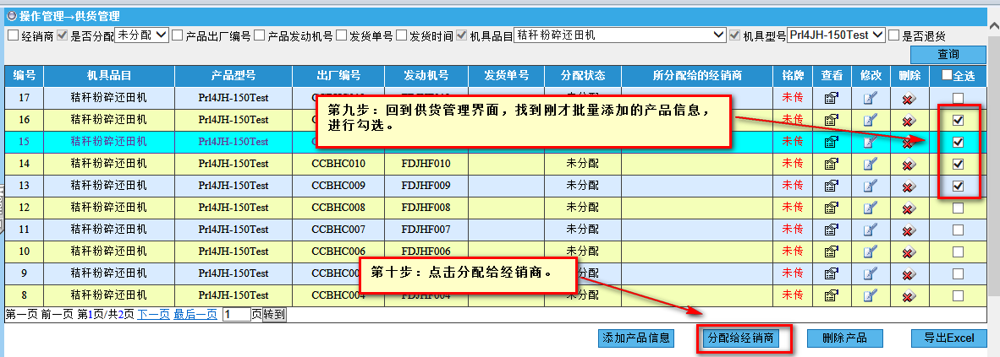 操作管理→供货管理
经销商 是否分配 未分配 产品出厂编号 产品发动机号 发货单号 发货时间 机具品目 秸秆粉碎还田机 机具型号 Prl4JH-150Test 是否退货
查询
编号 机具品目 产品型号 出厂编号 发动机号 发货单号 分配状态 所分配给的经销商 铭牌 查看 修改 删除 全选
17 秸秆粉碎还田机 Prl4JH-150Test 未传
第九步：回到供货管理界面，找到刚才批量添加的产品信息，
进行勾选。
16 秸秆粉碎还田机 Prl4JH-150Test 未传
15 秸秆粉碎还田机 Prl4JH-150Test 未传
14 秸秆粉碎还田机 Prl4JH-150Test CCBHC010 FDJHF010 未分配 未传
13 秸秆粉碎还田机 Prl4JH-150Test CCBHC009 FDJHF009 未分配 未传
12 秸秆粉碎还田机 Prl4JH-150Test CCBHC008 FDJHF008 未分配 未传
11 秸秆粉碎还田机 Prl4JH-150Test CCBHC007 FDJHF007 未分配 未传
10 秸秆粉碎还田机 Prl4JH-150Test CCBHC006 FDJHF006 未分配 未传
第十步：点击分配给经销商。
9 秸秆粉碎还田机 Prl4JH-150Test 未传
8 秸秆粉碎还田机 Prl4JH-150Test CCBHC004 FDJHF004 未分配 未传
第一页 前一页 第1页/共2页 下一页 最后一页 1 页 转到
添加产品信息 分配给经销商 删除产品 导出Excel